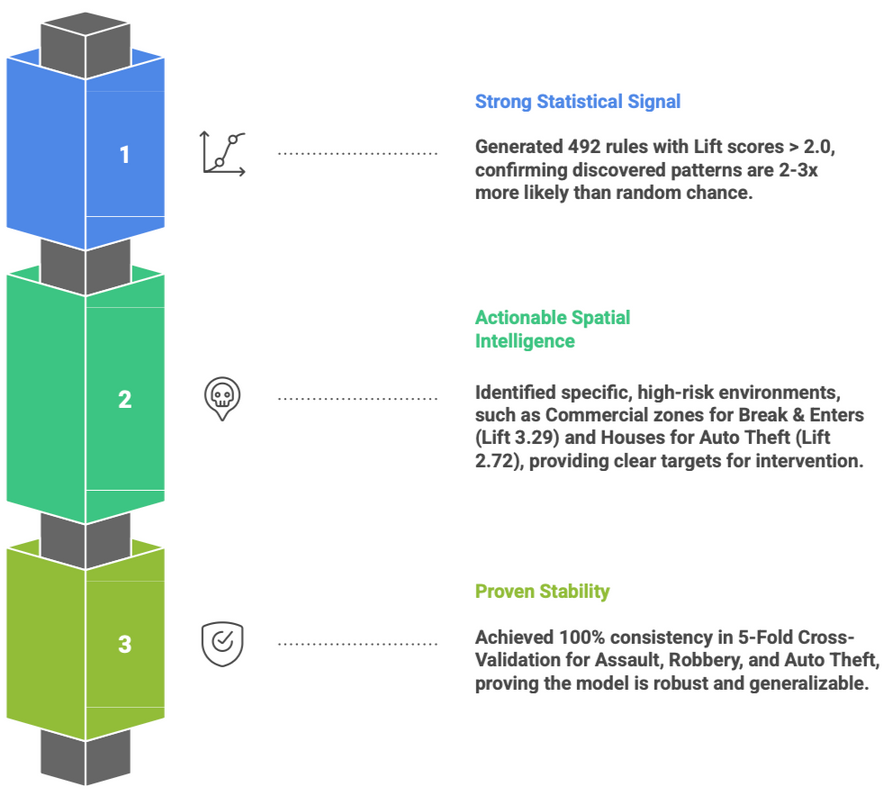 1
Strong Statistical Signal
Generated 492 rules with Lift scores > 2.0,
confirming discovered patterns are 2-3x
more likely than random chance.
2
Actionable Spatial
Intelligence
Identified specific, high-risk environments,
such as Commercial zones for Break & Enters
(Lift 3.29) and Houses for Auto Theft (Lift
2.72), providing clear targets for intervention.
3
Proven Stability
Achieved 100% consistency in 5-Fold Cross-
Validation for Assault, Robbery, and Auto Theft,
proving the model is robust and generalizable.